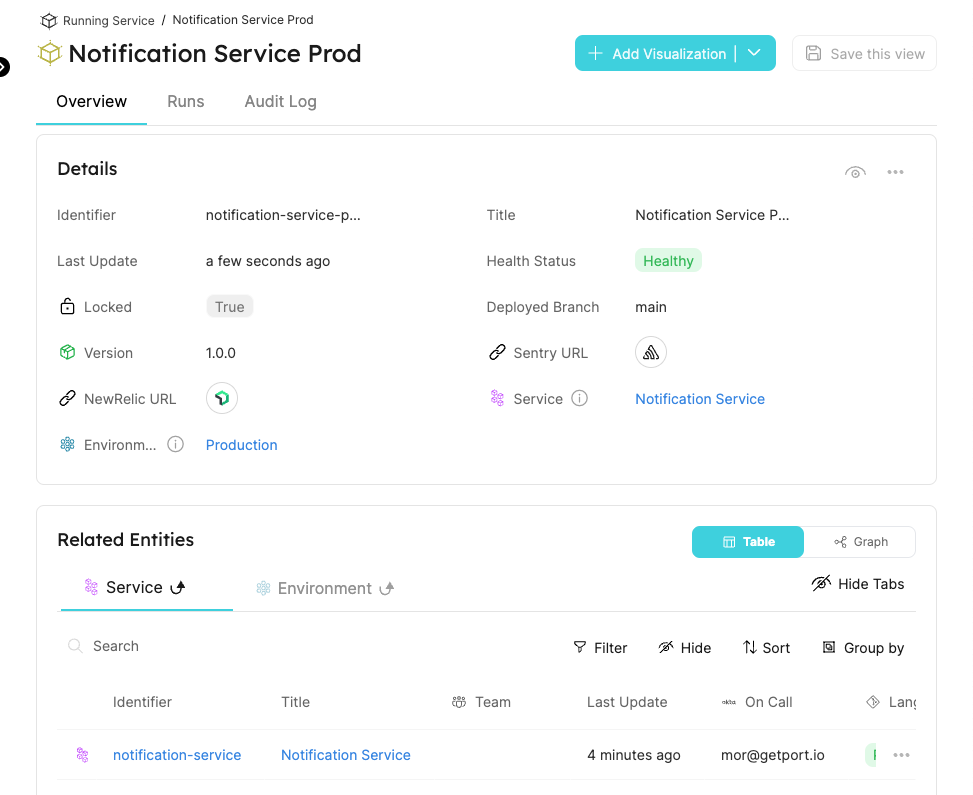 Running Service / Notification Service Prod
Notification Service Prod
Add Visualization
Save this view
Overview Runs Audit Log
Details
Identifier notification-service-p... Title Notification Service P...
Last Update a few seconds ago Health Status Healthy
Locked True Deployed Branch main
Version 1.0.0 Sentry URL
NewRelic URL Service Notification Service
Environm... Production
Related Entities
Table Graph
Service Environment Hide Tabs
Search Filter Hide Sort Group by
Identifier Title Team Last Update okta On Call Lang
notification-service Notification Service 4 minutes ago mor@getport.io